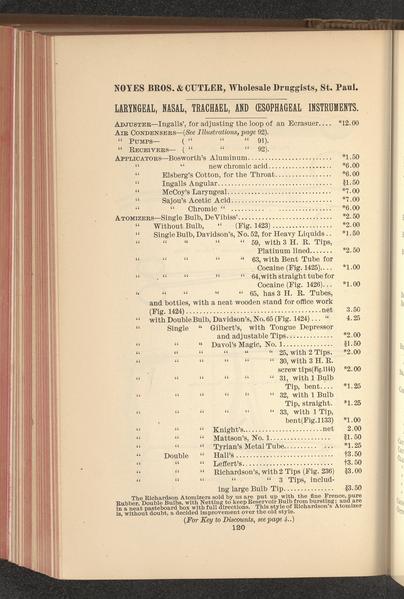 NOYES BROS. & CUTLER, Wholesale Druggists, St. Paul.
LARYNGEAL, NASAL, TRACHAEL, AND ŒSOPHAGEAL INSTRUMENTS.
ADJUSTER—Ingalls', for adjusting the loop of an Ecrasuer.... *12.00
AIR CONDENSERS—(See Illustrations, page 92).
" PUMPS— ( " " " 91).
" RECEIVERS— ( " " " 92).
APPLICATORS—Bosworth's Aluminum........................ *1.50
" " new chromic acid.................. *6.00
" Elsberg's Cotton, for the Throat................ *6.00
" Ingalls Angular................................ §1.50
" McCoy's Laryngeal............................ *7.00
" Sajou's Acetic Acid............................ *7.00
" " Chromic " ............................ *6.00
ATOMIZERS—Single Bulb, DeVibiss'........................ *2.50
" Without Bulb, " (Fig. 1423) ................ *2.00
" Single Bulb, Davidson's, No. 52, for Heavy Liquids.. *1.50
" " " " " 59, with 3 H. R. Tips,
Platinum lined....... *2.50
" " " " " 63, with Bent Tube for
Cocaine (Fig. 1425).... *1.00
" " " " " 64, with straight tube for
Cocaine (Fig. 1426)... *1.00
" " " " " 65, has 3 H. R. Tubes,
and bottles, with a neat wooden stand for office work
(Fig. 1424) ....................................net 3.50
" with Double Bulb, Davidson's, No. 65 (Fig. 1424) ... " 4.25
" Single " Gilbert's, with Tongue Depressor
and adjustable Tips.............. *2.00
" " " Davol's Magic, No. 1............... §1.50
" " " " " " 25, with 2 Tips. *2.00
" " " " " " 30, with 3 H. R.
screw tips (Fig. 1144) *2.00
" " " " " " 31, with 1 Bulb
Tip, bent.... *1.25
" " " " " " 32, with 1 Bulb
Tip, straight. *1.25
" " " " " " 33, with 1 Tip,
bent (Fig. 1133) *1.00
" " " Knight's........................net 2.00
" " " Mattson's, No. 1.................. §1.50
" " " Tyrian's Metal Tube.......... ... *1.25
" Double " Hall's ............................ †3.50
" " " Leffert's.......................... †3.50
" " " Richardson's, with 2 Tips (Fig. 236) §3.00
" " " " " 3 Tips, includ-
ing large Bulb Tip.............. §3.50
The Richardson Atomizers sold by us are put up with the fine French, pure
Rubber, Double Bulbs, with Netting to keep Reservoir Bulb from bursting; and are
in a neat pasteboard box with full directions. This style of Richardson's Atomizer
is, without doubt, a decided improvement over the old style.
(For Key to Discounts, see page
120